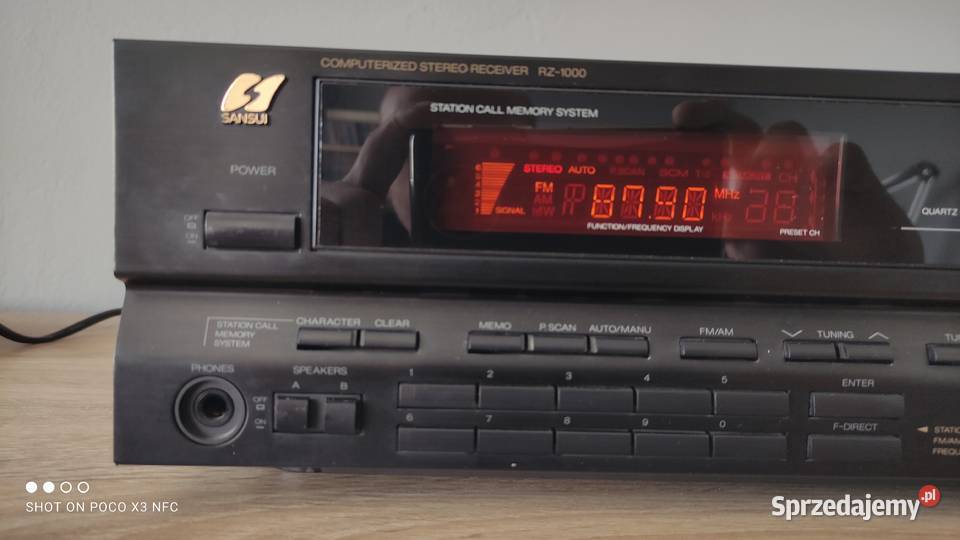 COMPUTERIZED STEREO RECEIVER RZ-1000
SANSUI
STATION CALL MEMORY SYSTEM
POWER
OFF
ON
STEREO AUTO P.SCAN SCM CH
FM
AM
MW
87.90
MHz
KHz
SIGNAL
FUNCTION/FREQUENCY DISPLAY
PRESET CH
QUARTZ
STATION CALL
MEMORY
SYSTEM
CHARACTER CLEAR
MEMO P.SCAN AUTO/MANU
FM/AM
TUNING
PHONES
SPEAKERS
A B
OFF
ON
1 2 3 4 5
6 7 8 9 0
ENTER
F-DIRECT
SHOT ON POCO X3 NFC
Sprzedajemy.pl